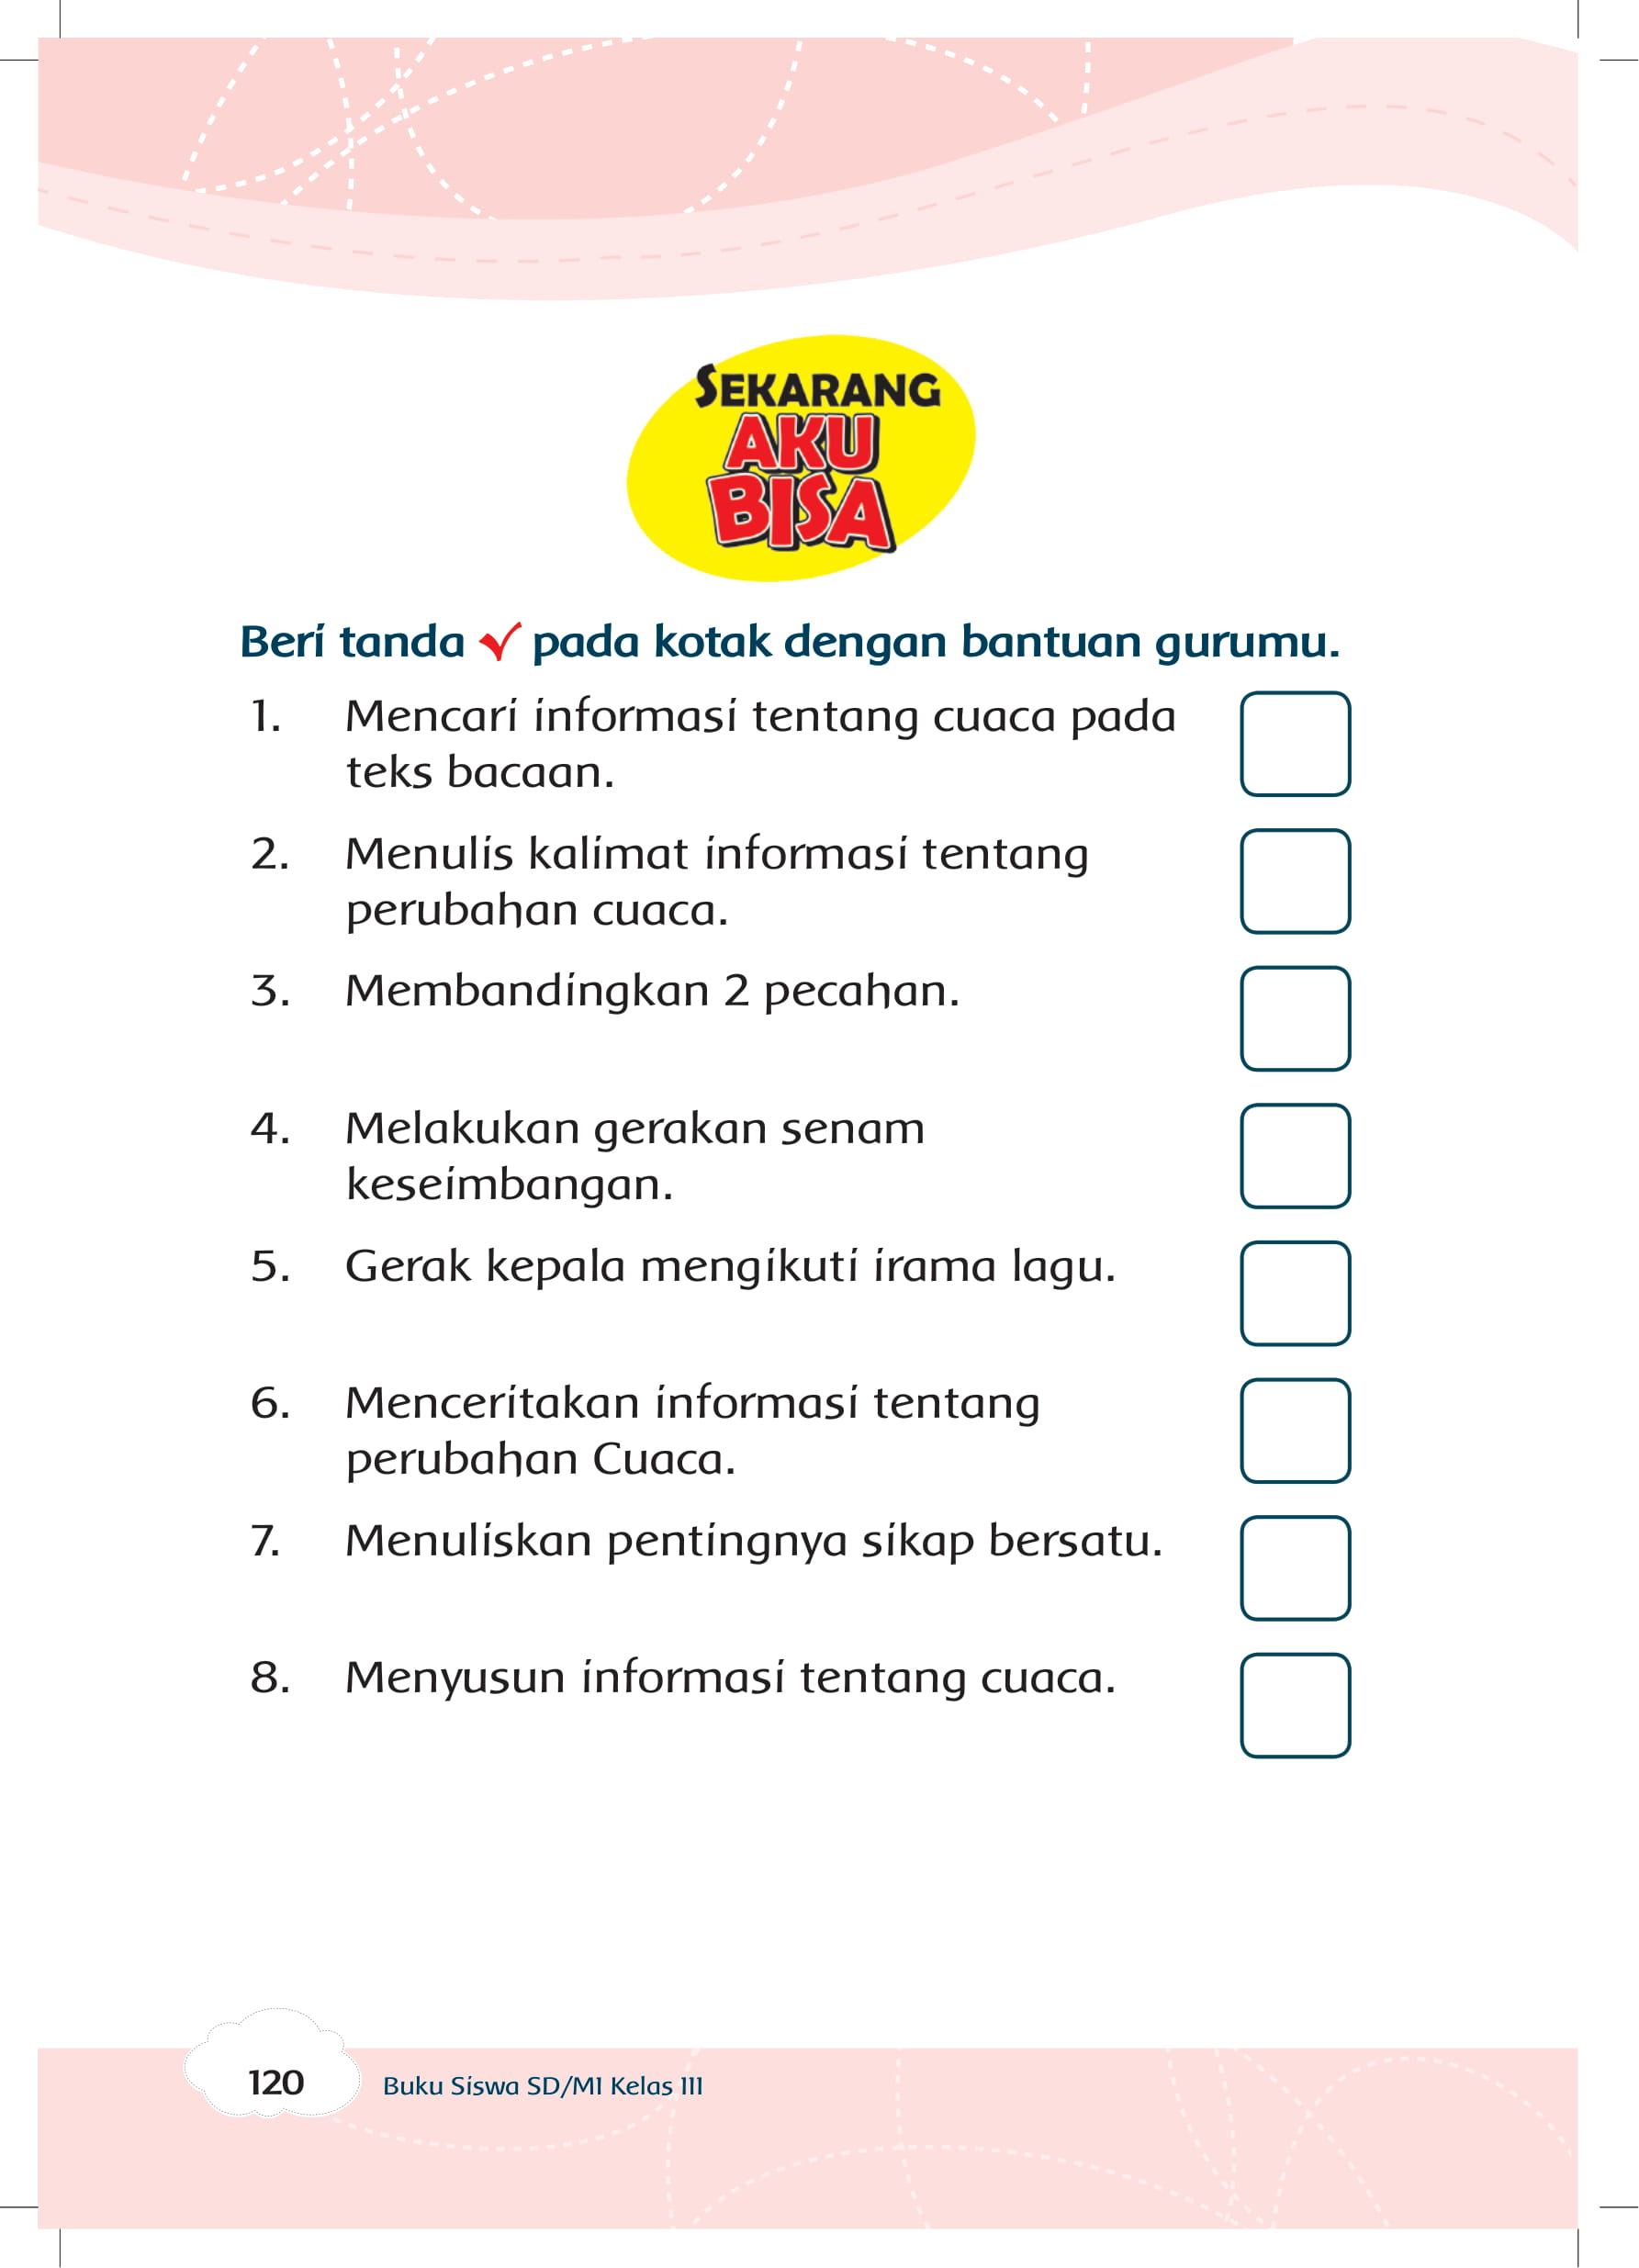 SEKARANG
AKU
BISA
Beri tanda ✓ pada kotak dengan bantuan gurumu.
1. Mencari informasi tentang cuaca pada
teks bacaan.
2. Menulis kalimat informasi tentang
perubahan cuaca.
3. Membandingkan 2 pecahan.
4. Melakukan gerakan senam
keseimbangan.
5. Gerak kepala mengikuti irama lagu.
6. Menceritakan informasi tentang
perubahan Cuaca.
7. Menuliskan pentingnya sikap bersatu.
8. Menyusun informasi tentang cuaca.
120 Buku Siswa SD/MI Kelas III